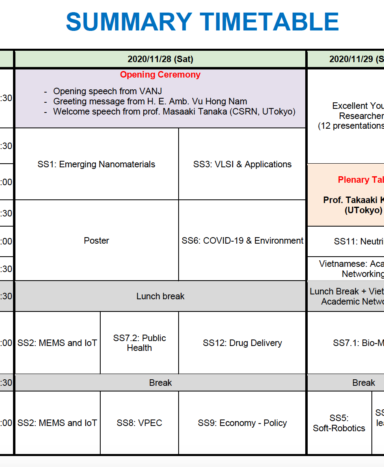 SUMMARY TIMETABLE
2020/11/28 (Sat)
2020/11/29 (S
Opening Ceremony
- Opening speech from VANJ
- Greeting message from H. E. Amb. Vu Hong Nam
- Welcome speech from prof. Masaaki Tanaka (CSRN, UTokyo)
:30
Excellent You
Researcher
(12 presentations
:30
SS1: Emerging Nanomaterials
SS3: VLSI & Applications
:00
Plenary Tal
Prof. Takaaki K
(UTokyo)
:30
Poster
SS6: COVID-19 & Environment
:00
SS11: Neutri
:30
Vietnamese: Aca
Networking
:30
Lunch break
Lunch Break + Viet
Academic Netwo
:00
SS2: MEMS and IoT
SS7.2: Public
Health
SS12: Drug Delivery
SS7.1: Bio-M
:30
Break
Break
:00
SS2: MEMS and IoT
SS8: VPEC
SS9: Economy - Policy
SS5:
Soft-Robotics
SS
lea